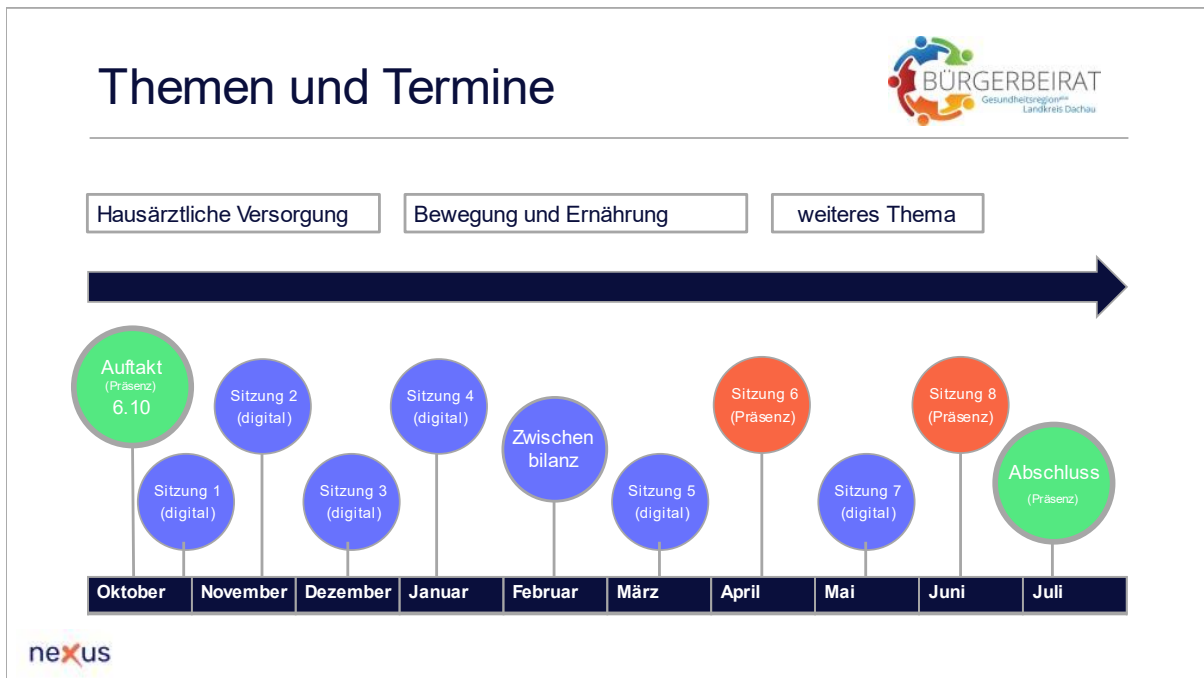 Themen und Termine
BÜRGERBEIRAT
Gesundheitsregionplus
Landkreis Dachau
Hausärztliche Versorgung
Bewegung und Ernährung
weiteres Thema
Auftakt
(Präsenz)
6.10
Sitzung 1
(digital)
Sitzung 2
(digital)
Sitzung 3
(digital)
Sitzung 4
(digital)
Zwischen
bilanz
Sitzung 5
(digital)
Sitzung 6
(Präsenz)
Sitzung 7
(digital)
Sitzung 8
(Präsenz)
Abschluss
(Präsenz)
Oktober
November
Dezember
Januar
Februar
März
April
Mai
Juni
Juli
nexus